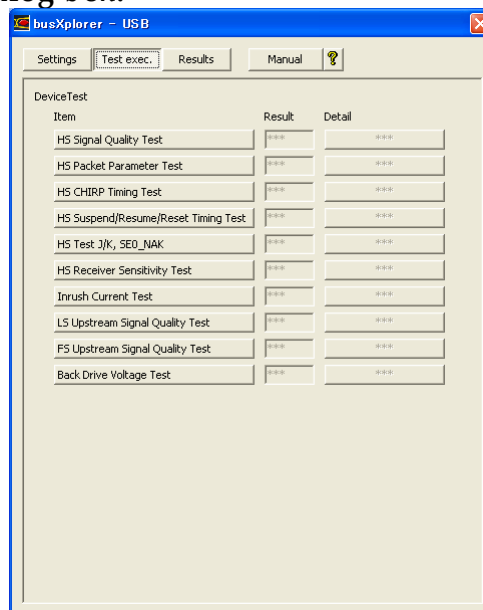 busXplorer - USB
Settings Test exec. Results Manual ?
DeviceTest
Item Result Detail
HS Signal Quality Test *** ***
HS Packet Parameter Test *** ***
HS CHIRP Timing Test *** ***
HS Suspend/Resume/Reset Timing Test *** ***
HS Test J/K, SE0_NAK *** ***
HS Receiver Sensitivity Test *** ***
Inrush Current Test *** ***
LS Upstream Signal Quality Test *** ***
FS Upstream Signal Quality Test *** ***
Back Drive Voltage Test *** ***